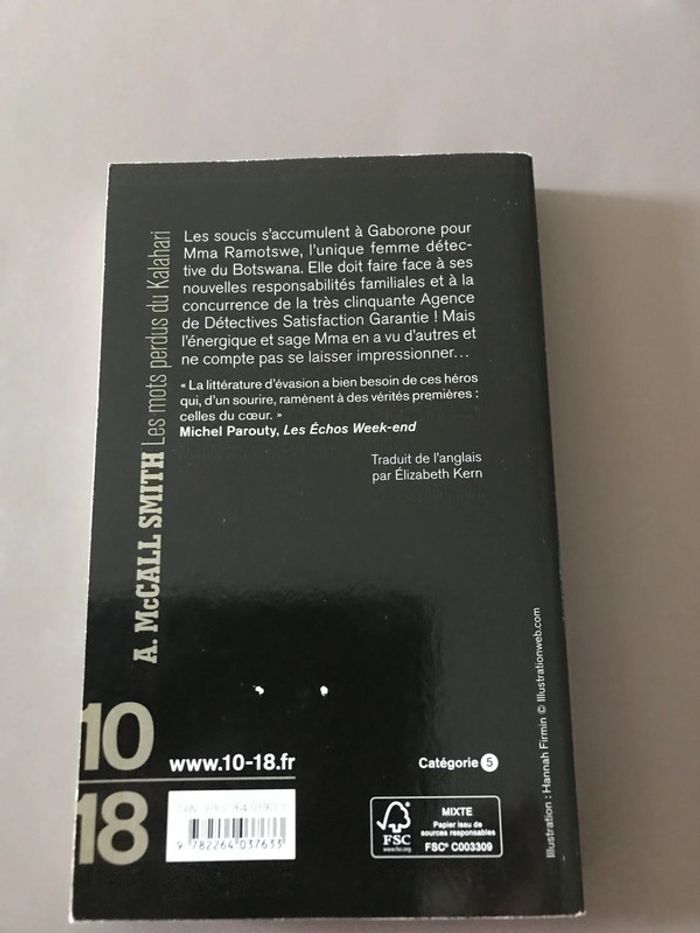 A. McCALL SMITH Les mots perdus du Kalahari
Les soucis s'accumulent à Gaborone pour
Mma Ramotswe, l'unique femme détec-
tive du Botswana. Elle doit faire face à ses
nouvelles responsabilités familiales et à la
concurrence de la très clinquante Agence
de Détectives Satisfaction Garantie ! Mais
l'énergique et sage Mma en a vu d'autres et
ne compte pas se laisser impressionner…
« La littérature d'évasion a bien besoin de ces héros
qui, d'un sourire, ramènent à des vérités premières :
celles du cœur. »
Michel Parouty, Les Échos Week-end
Traduit de l'anglais
par Élizabeth Kern
10
18
www.10-18.fr
Catégorie 5
9 782264 037633
FSC
www.fsc.org
MIXTE
Papier issu de
sources responsables
FSC® C003309
Illustration : Hannah Firmin © Illustrationweb.com